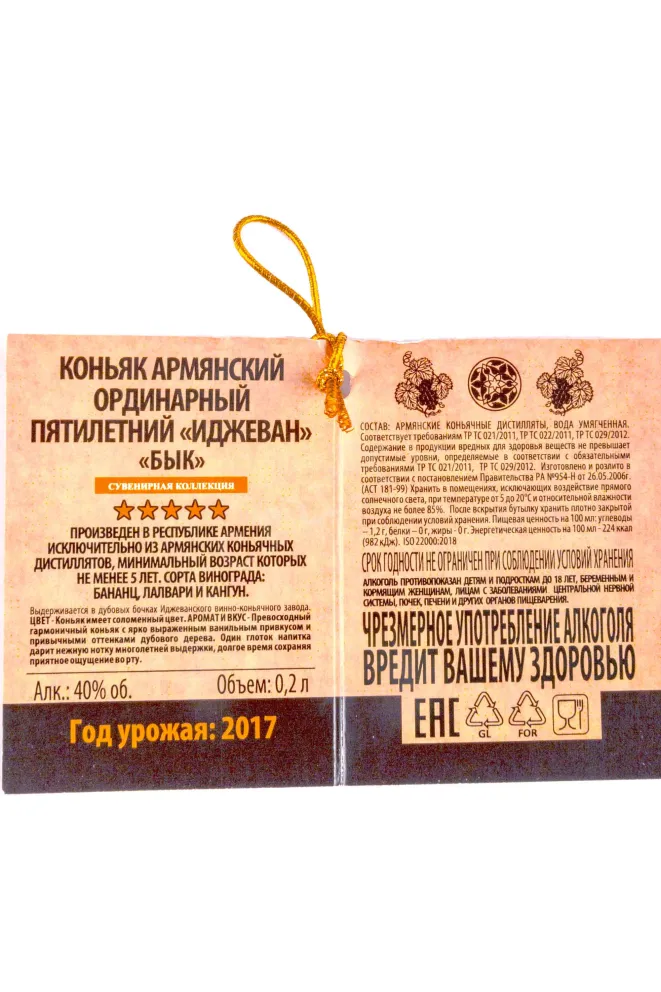 КОНЬЯК АРМЯНСКИЙ
ОРДИНАРНЫЙ
ПЯТИЛЕТНИЙ «ИДЖЕВАН»
«БЫК»
СУВЕНИРНАЯ КОЛЛЕКЦИЯ
ПРОИЗВЕДЕН В РЕСПУБЛИКЕ АРМЕНИЯ
ИСКЛЮЧИТЕЛЬНО ИЗ АРМЯНСКИХ КОНЬЯЧНЫХ
ДИСТИЛЛЯТОВ, МИНИМАЛЬНЫЙ ВОЗРАСТ КОТОРЫХ
НЕ МЕНЕЕ 5 ЛЕТ. СОРТА ВИНОГРАДА:
БАНАНЦ, ЛАЛВАРИ И КАНГУН.
Выдерживается в дубовых бочках Иджеванского винно-коньячного завода.
ЦВЕТ - Коньяк имеет соломенный цвет. АРОМАТ И ВКУС - Превосходный
гармоничный коньяк с ярко выраженным ванильным привкусом и
привычными оттенками дубового дерева. Один глоток напитка
дарит нежную нотку многолетней выдержки, долгое время сохраняя
приятное ощущение во рту.
Алк.: 40% об. Объем: 0,2 л
Год урожая: 2017
СОСТАВ: АРМЯНСКИЕ КОНЬЯЧНЫЕ ДИСТИЛЛЯТЫ, ВОДА УМЯГЧЕННАЯ.
Соответствует требованиям ТР ТС 021/2011, ТР ТС 022/2011, ТР ТС 029/2012.
Содержание в продукции вредных для здоровья веществ не превышает
допустимые уровни, определяемые в соответствии с обязательными
требованиями ТР ТС 021/2011, ТР ТС 029/2012. Изготовлено и розлито в
соответствии с постановлением Правительства РА №954-Н от 26.05.2006г.
(АСТ 181-99) Хранить в помещениях, исключающих воздействие прямого
солнечного света, при температуре от 5 до 20°С и относительной влажности
воздуха не более 85%. После вскрытия бутылку хранить плотно закрытой
при соблюдении условий хранения. Пищевая ценность на 100 мл: углеводы
– 1,2 г, белки – 0 г, жиры - 0 г. Энергетическая ценность на 100 мл - 224 ккал
(982 кДж). ISO 22000:2018
СРОК ГОДНОСТИ НЕ ОГРАНИЧЕН ПРИ СОБЛЮДЕНИИ УСЛОВИЙ ХРАНЕНИЯ
АЛКОГОЛЬ ПРОТИВОПОКАЗАН ДЕТЯМ И ПОДРОСТКАМ ДО 18 ЛЕТ, БЕРЕМЕННЫМ И
КОРМЯЩИМ ЖЕНЩИНАМ, ЛИЦАМ С ЗАБОЛЕВАНИЯМИ ЦЕНТРАЛЬНОЙ НЕРВНОЙ
СИСТЕМЫ, ПОЧЕК, ПЕЧЕНИ И ДРУГИХ ОРГАНОВ ПИЩЕВАРЕНИЯ.
ЧРЕЗМЕРНОЕ УПОТРЕБЛЕНИЕ АЛКОГОЛЯ
ВРЕДИТ ВАШЕМУ ЗДОРОВЬЮ
ЕАС
GL FOR